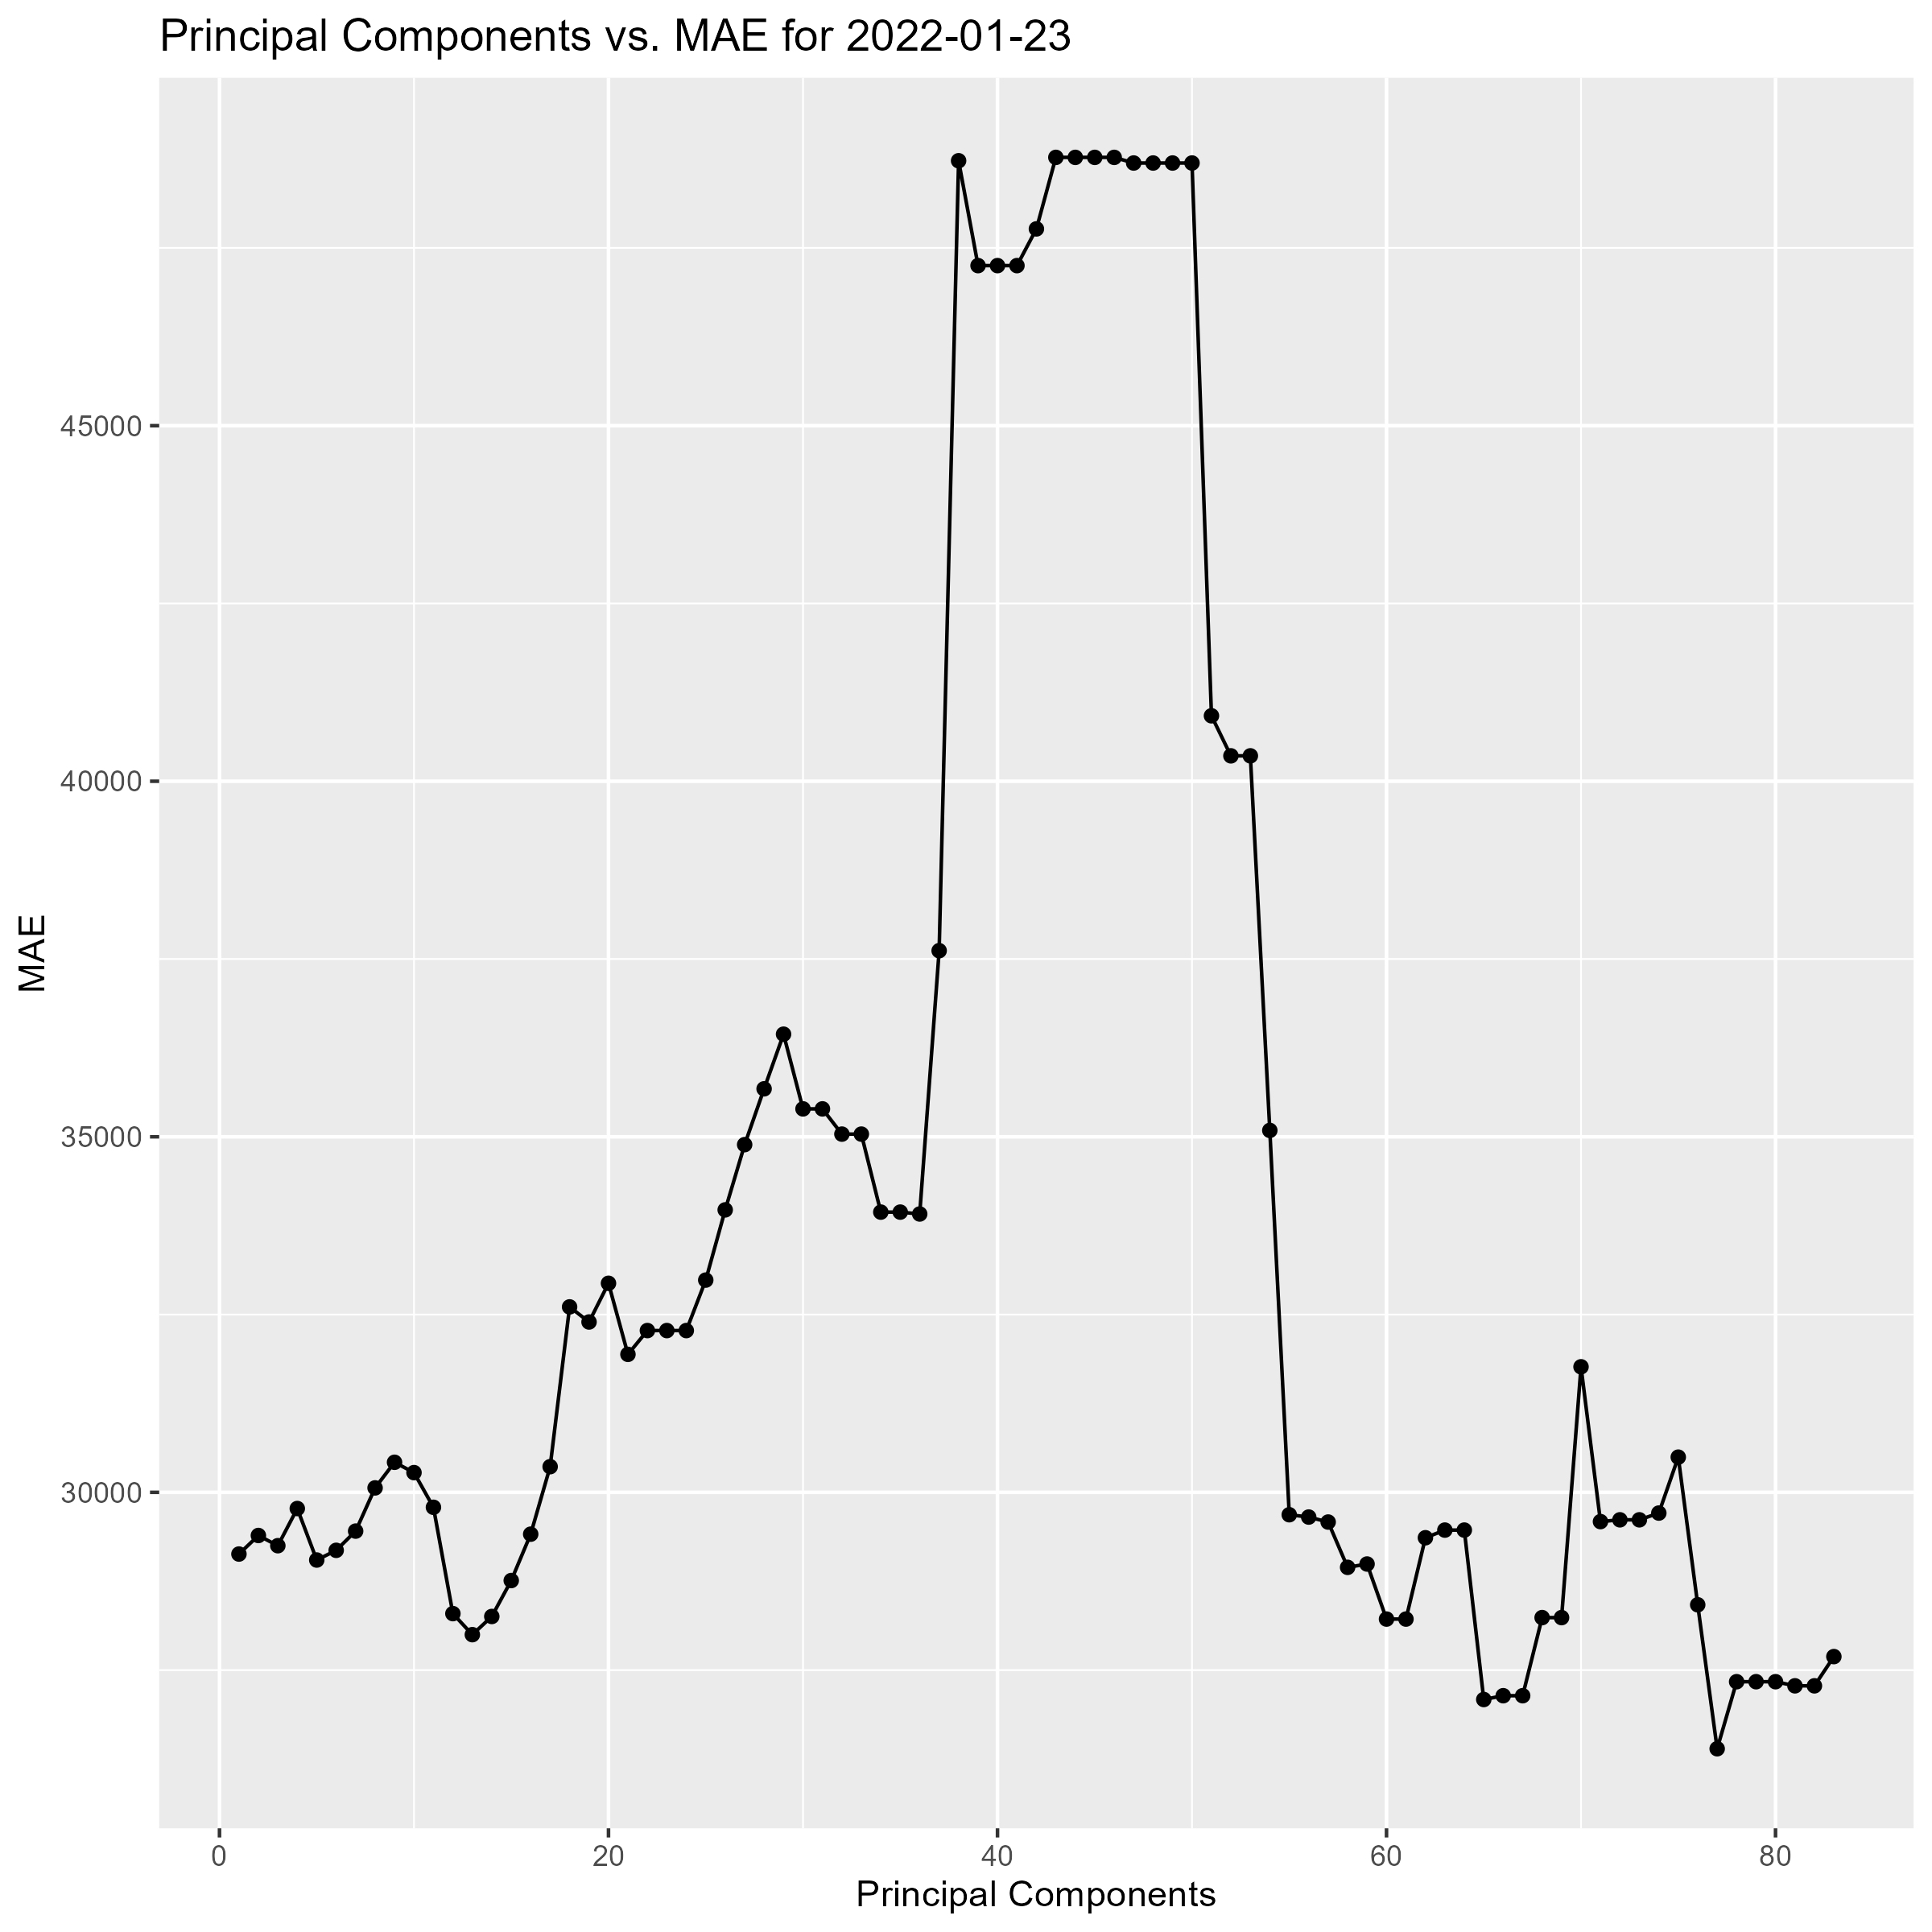 Principal Components vs. MAE for 2022-01-23
MAE
45000
40000
35000
30000
0 20 40 60 80
Principal Components